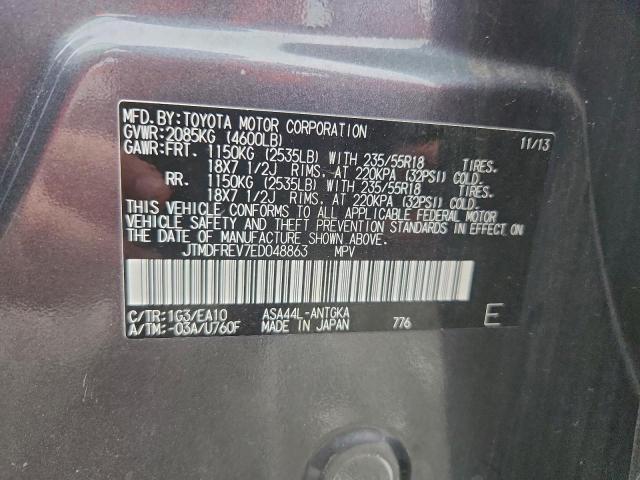 MFD.BY:TOYOTA MOTOR CORPORATION 11/13
GVWR:2085KG (4600LB)
GAWR:FRT. 1150KG (2535LB) WITH 235/55R18 TIRES.
18X7 1/2J RIMS, AT 220KPA (32PSI) COLD.
RR. 1150KG (2535LB) WITH 235/55R18 TIRES.
18X7 1/2J RIMS, AT 220KPA (32PSI) COLD.
THIS VEHICLE CONFORMS TO ALL APPLICABLE FEDERAL MOTOR
VEHICLE SAFETY AND THEFT PREVENTION STANDARDS IN EFFECT ON
THE DATE OF MANUFACTURE SHOWN ABOVE.
JTMDFREV7ED048863 MPV
C/TR:1G3/EA10 ASA44L-ANTGKA
A/TM:-03A/U760F MADE IN JAPAN 776 E